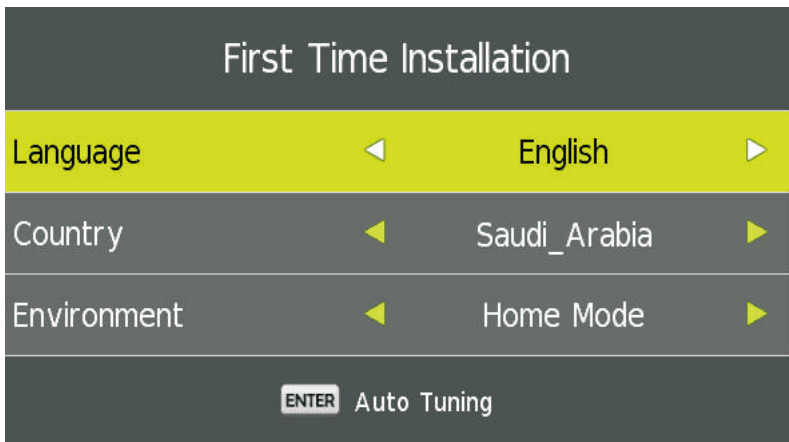 First Time Installation
Language English
Country Saudi_Arabia
Environment Home Mode
ENTER Auto Tuning